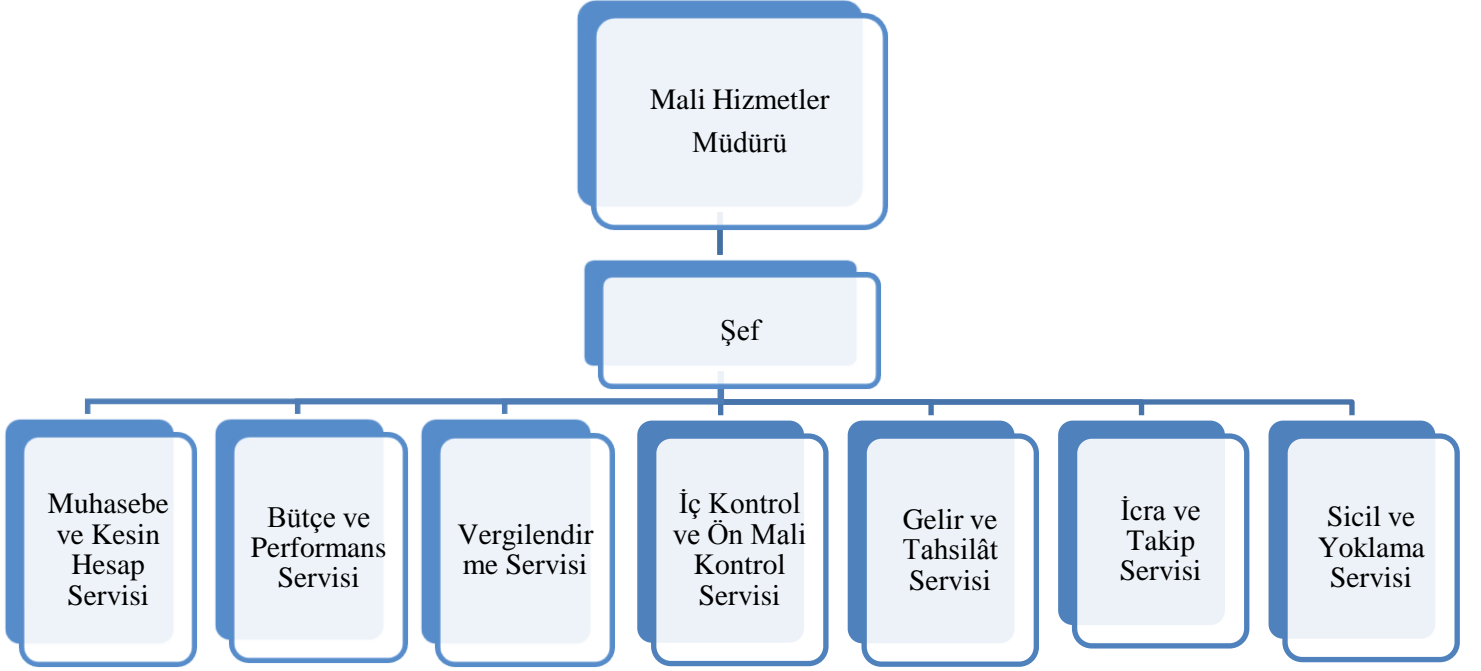 Mali Hizmetler
Müdürü
Şef
Muhasebe
ve Kesin
Hesap
Servisi
Bütçe ve
Performans
Servisi
Vergilendir
me Servisi
İç Kontrol
ve Ön Mali
Kontrol
Servisi
Gelir ve
Tahsilât
Servisi
İcra ve
Takip
Servisi
Sicil ve
Yoklama
Servisi